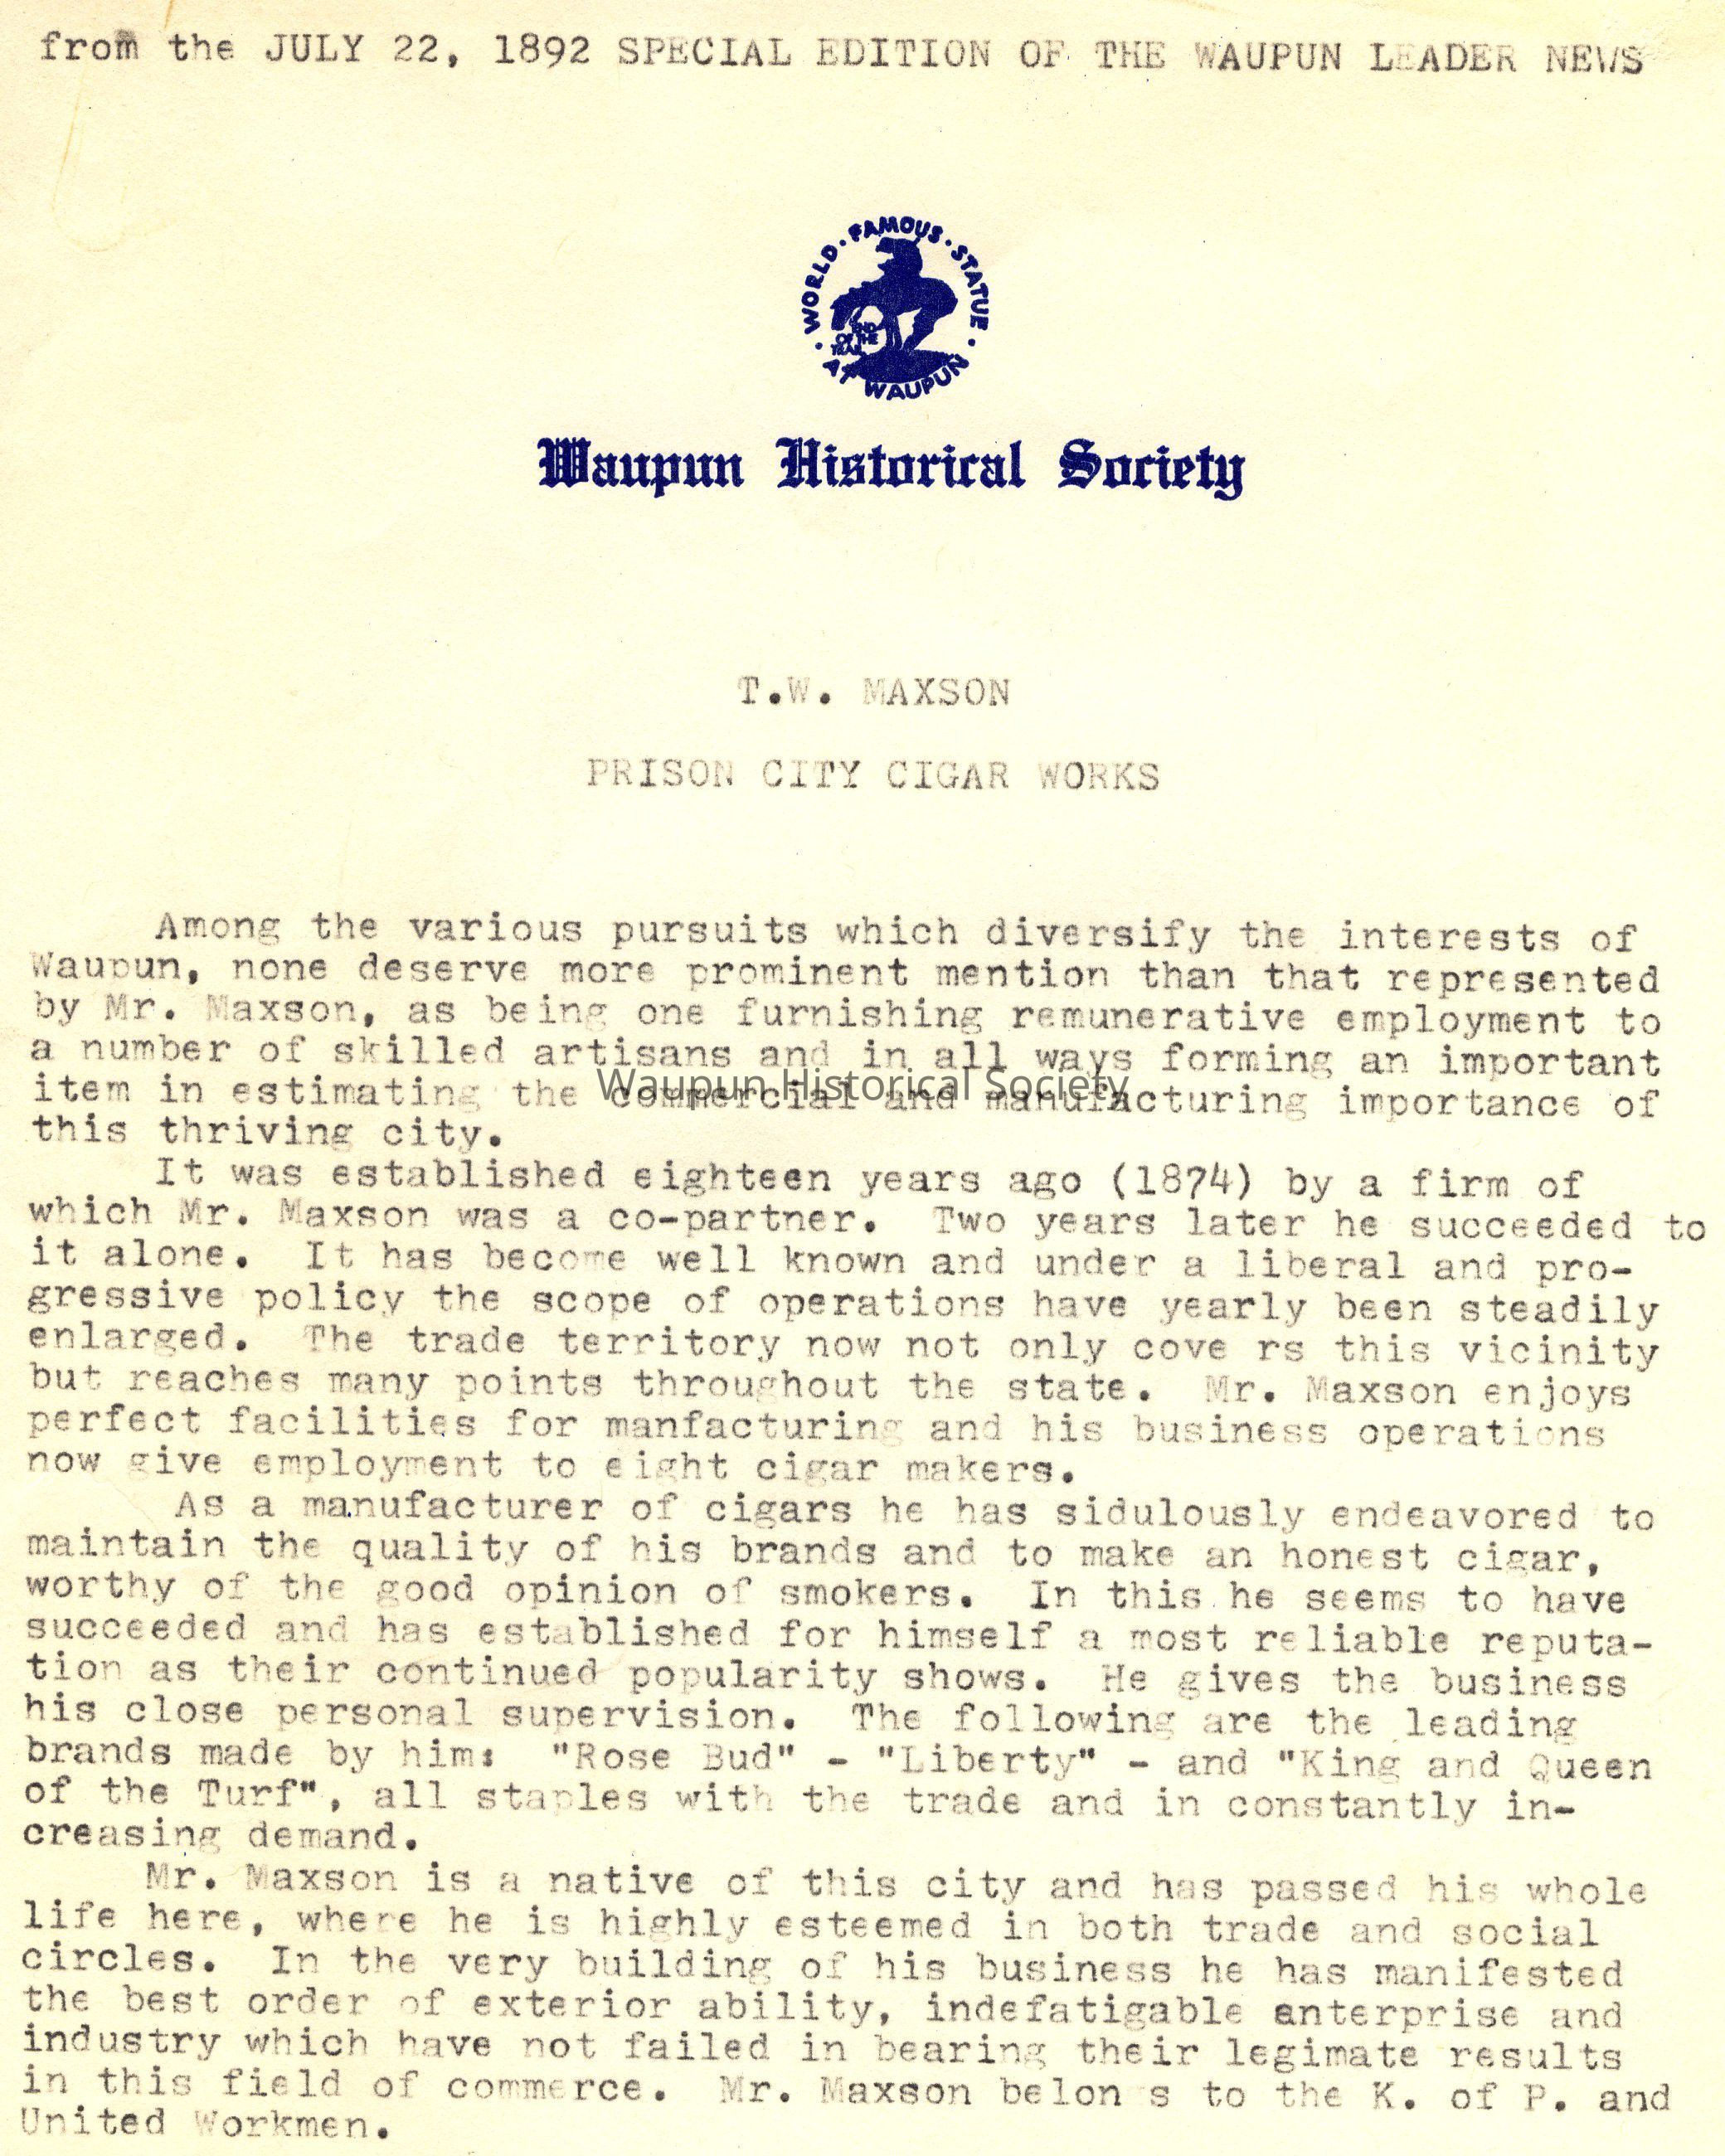 from the JULY 22, 1892 SPECIAL EDITION OF THE WAUPUN LEADER NEWS
WORLD · FAMOUS · STATUE · AT WAUPUN ·
END
OF THE
TRAIL
Waupun Historical Society
T.W. MAXSON
PRISON CITY CIGAR WORKS
Among the various pursuits which diversify the interests of
Waupun, none deserve more prominent mention than that represented
by Mr. Maxson, as being one furnishing remunerative employment to
a number of skilled artisans and in all ways forming an important
item in estimating the commercial and manufacturing importance of
Waupun Historical Society
this thriving city.
It was established eighteen years ago (1874) by a firm of
which Mr. Maxson was a co-partner. Two years later he succeeded to
it alone. It has become well known and under a liberal and pro-
gressive policy the scope of operations have yearly been steadily
enlarged. The trade territory now not only cove rs this vicinity
but reaches many points throughout the state. Mr. Maxson enjoys
perfect facilities for manfacturing and his business operations
now give employment to eight cigar makers.
As a manufacturer of cigars he has sidulously endeavored to
maintain the quality of his brands and to make an honest cigar,
worthy of the good opinion of smokers. In this he seems to have
succeeded and has established for himself a most reliable reputa-
tion as their continued popularity shows. He gives the business
his close personal supervision. The following are the leading
brands made by him: "Rose Bud" - "Liberty" - and "King and Queen
of the Turf", all staples with the trade and in constantly in-
creasing demand.
Mr. Maxson is a native of this city and has passed his whole
life here, where he is highly esteemed in both trade and social
circles. In the very building of his business he has manifested
the best order of exterior ability, indefatigable enterprise and
industry which have not failed in bearing their legimate results
in this field of commerce. Mr. Maxson belon s to the K. of P. and
United Workmen.